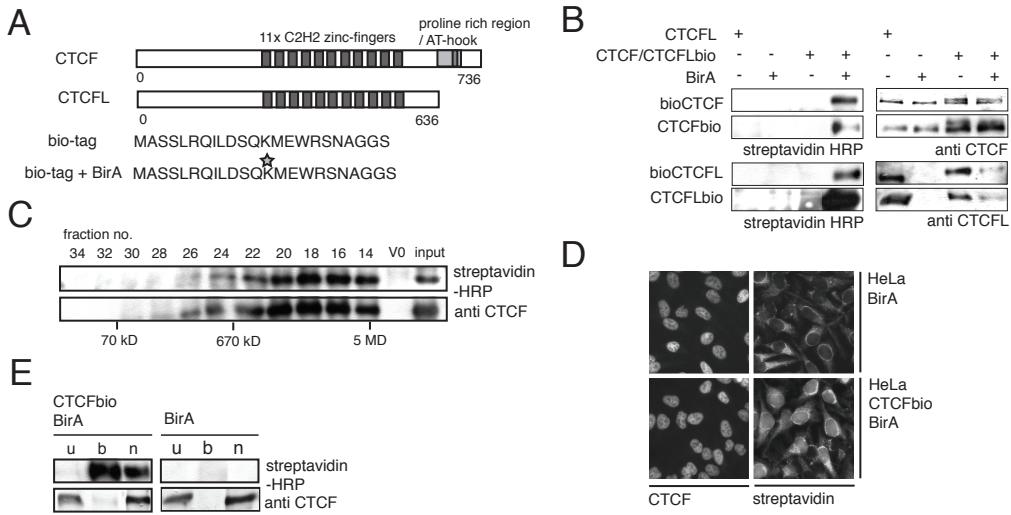 A
11x C2H2 zinc-fingers
proline rich region
/ AT-hook
CTCF
0
736
CTCFL
0
636
bio-tag
MASSLRQILDSQKMEWRSNAGGS
bio-tag + BirA
MASSLRQILDSQKMEWRSNAGGS
B
CTCFL + +
CTCF/CTCFLbio + + + +
BirA - + - + - + - +
bioCTCF
CTCFbio
streptavidin HRP
anti CTCF
bioCTCFL
CTCFLbio
streptavidin HRP
anti CTCFL
C
fraction no.
34 32 30 28 26 24 22 20 18 16 14 V0 input
streptavidin
-HRP
anti CTCF
70 kD
670 kD
5 MD
D
HeLa
BirA
HeLa
CTCFbio
BirA
CTCF
streptavidin
E
CTCFbio
BirA
BirA
u b n u b n
streptavidin
-HRP
anti CTCF